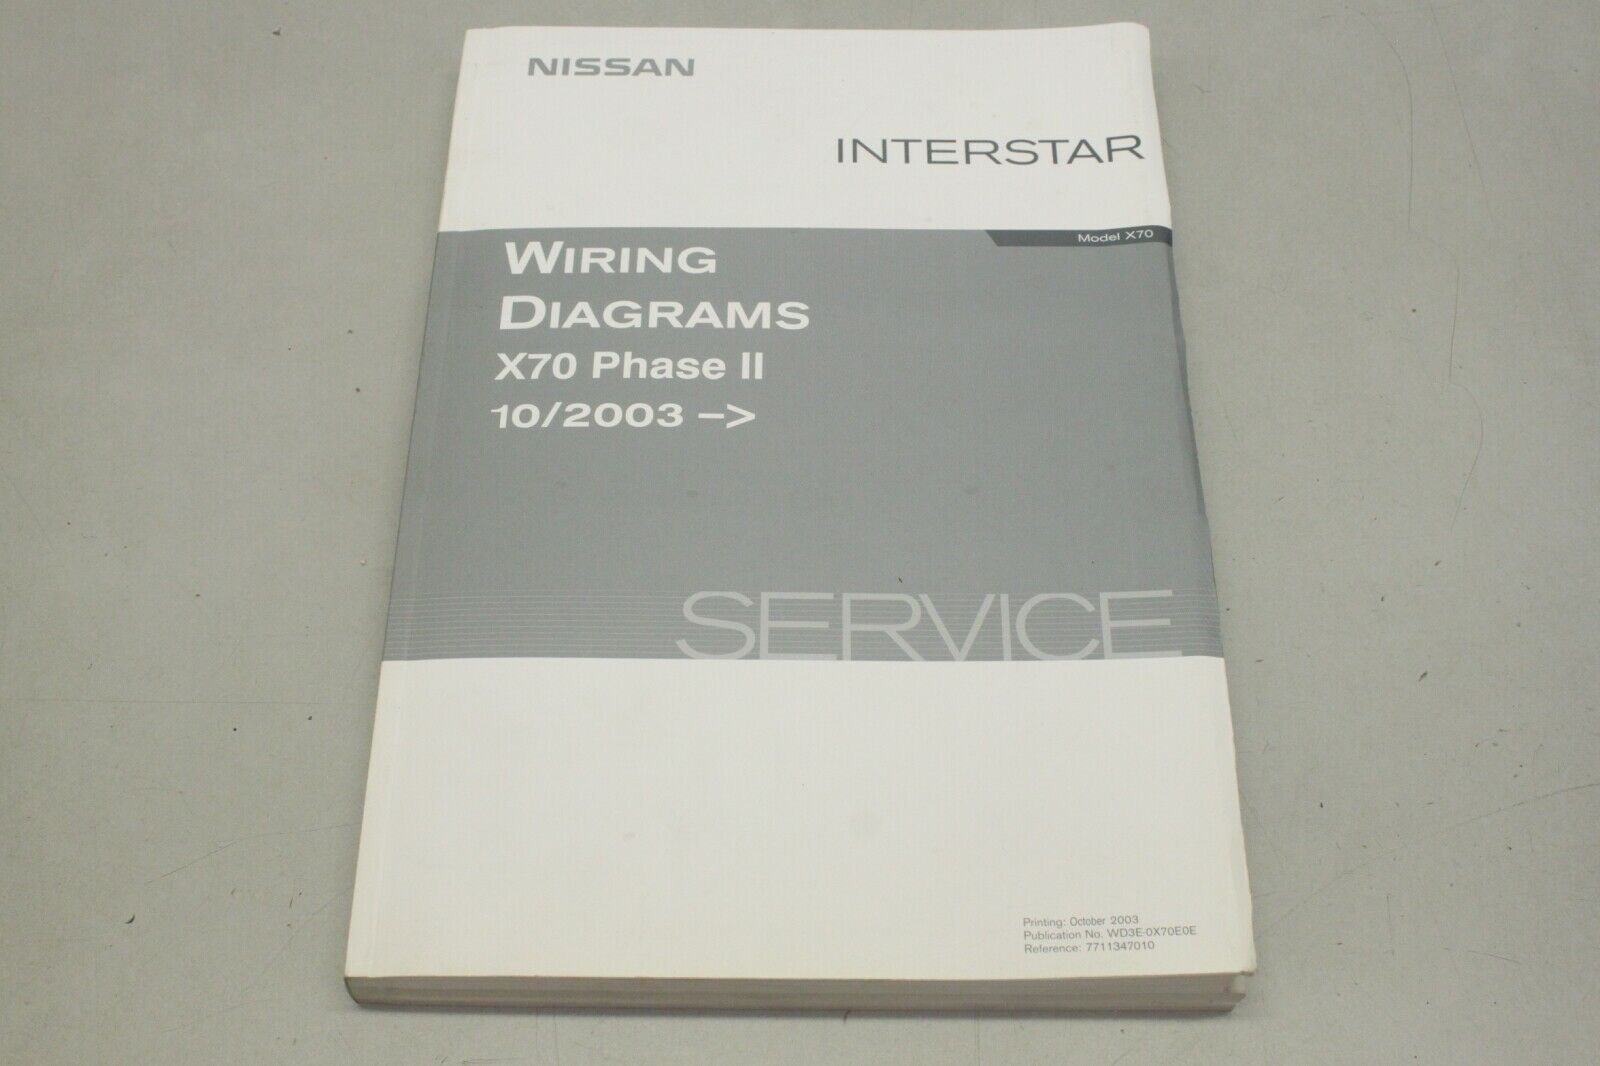 NISSAN
INTERSTAR
Model X70
WIRING
DIAGRAMS
X70 Phase II
10/2003 –>
SERVICE
Printing: October 2003
Publication No. WD3E-0X70E0E
Reference: 7711347010